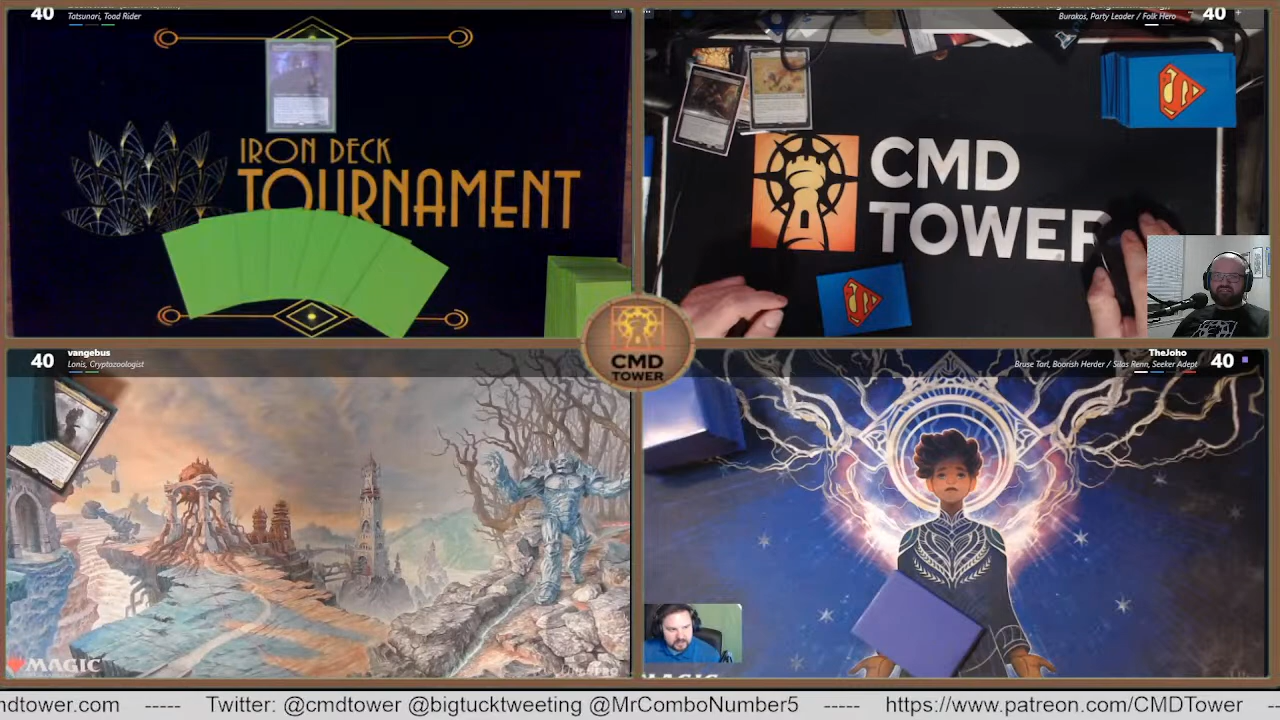 40
Tatsunari, Toad Rider
Burakos, Party Leader / Folk Hero
40
IRON DECK
TOURNAMENT
CMD
TOWER
CMD
TOWER
40
vangebus
Lonis, Cryptozoologist
TheJoho
Bruse Tarl, Boorish Herder / Silas Renn, Seeker Adept
40
MAGIC
MAGIC
ndtower.com ----- Twitter: @cmdtower @bigtucktweeting @MrComboNumber5 ----- https://www.patreon.com/CMDTower --